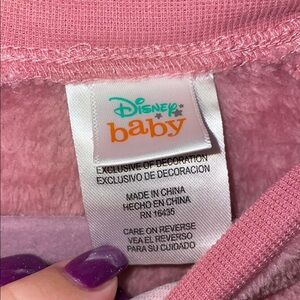 Disney
baby
EXCLUSIVE OF DECORATION
EXCLUSIVO DE DECORACION
MADE IN CHINA
HECHO EN CHINA
RN 16435
CARE ON REVERSE
VEA EL REVERSO
PARA SU CUIDADO